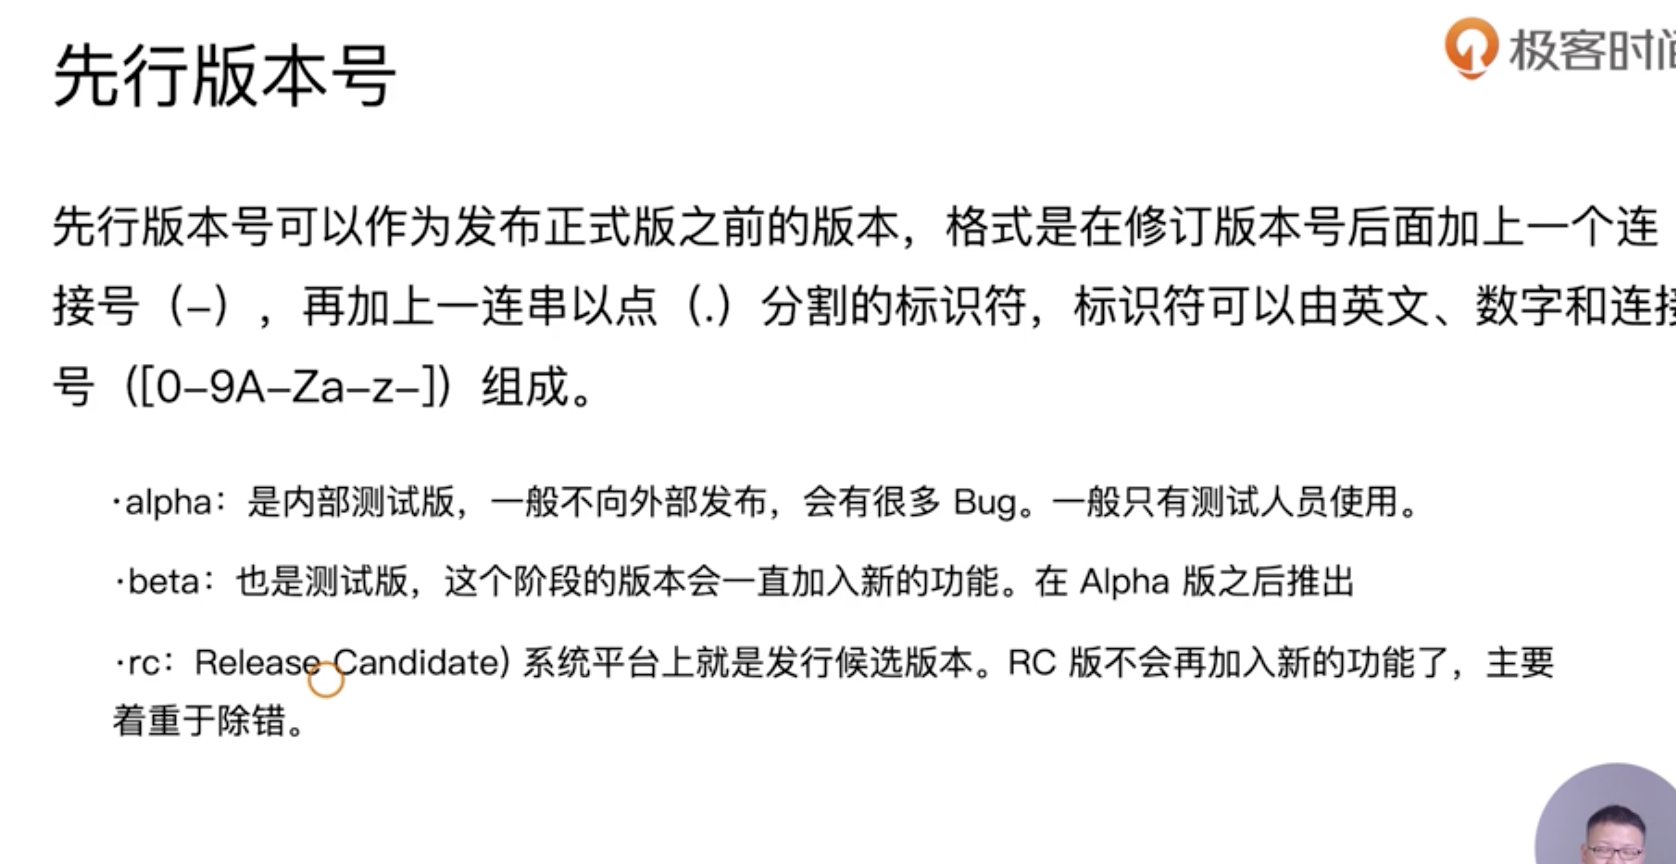 先行版本号
极客时间
先行版本号可以作为发布正式版之前的版本，格式是在修订版本号后面加上一个连
接号（-），再加上一连串以点（.）分割的标识符，标识符可以由英文、数字和连接
号（[0-9A-Za-z-]）组成。
·alpha：是内部测试版，一般不向外部发布，会有很多 Bug。一般只有测试人员使用。
·beta：也是测试版，这个阶段的版本会一直加入新的功能。在 Alpha 版之后推出
·rc：Release Candidate) 系统平台上就是发行候选版本。RC 版不会再加入新的功能了，主要
着重于除错。